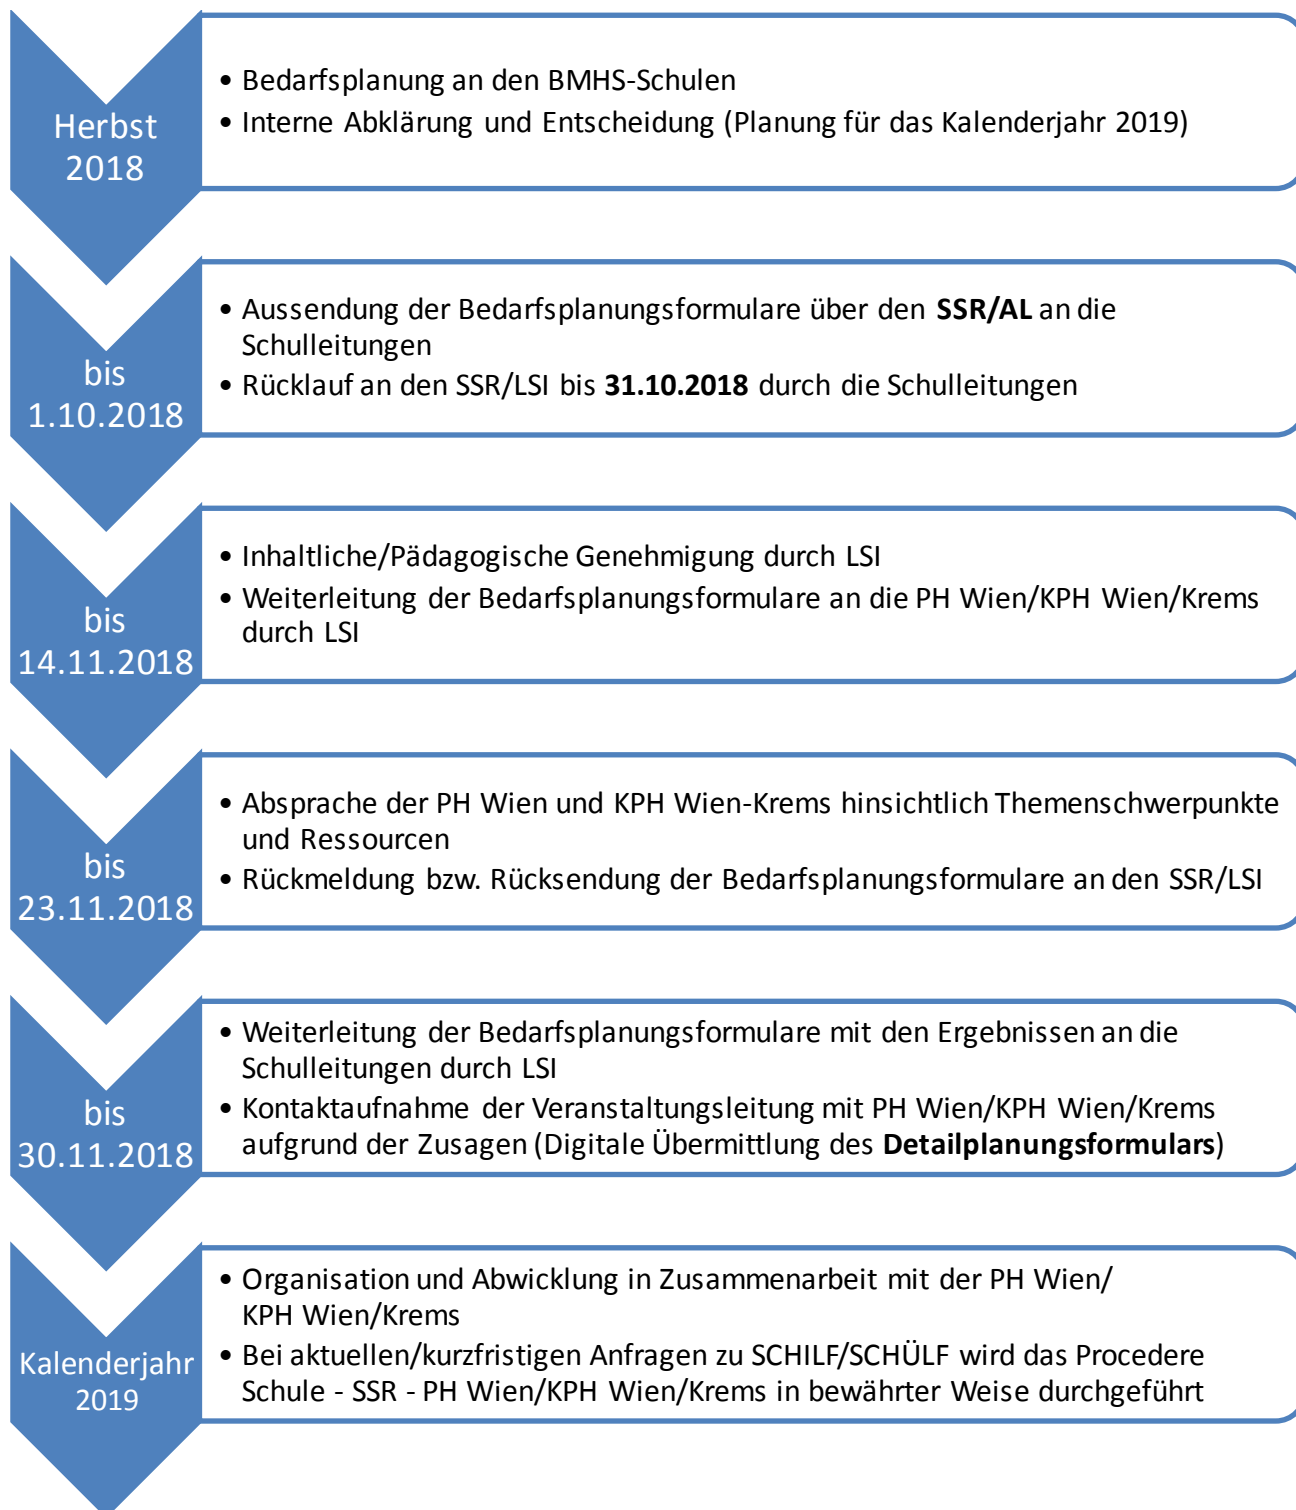 Herbst
2018
• Bedarfsplanung an den BMHS-Schulen
• Interne Abklärung und Entscheidung (Planung für das Kalenderjahr 2019)
bis
1.10.2018
• Aussendung der Bedarfsplanungsformulare über den SSR/AL an die
Schulleitungen
• Rücklauf an den SSR/LSI bis 31.10.2018 durch die Schulleitungen
bis
14.11.2018
• Inhaltliche/Pädagogische Genehmigung durch LSI
• Weiterleitung der Bedarfsplanungsformulare an die PH Wien/KPH Wien/Krems
durch LSI
bis
23.11.2018
• Absprache der PH Wien und KPH Wien-Krems hinsichtlich Themenschwerpunkte
und Ressourcen
• Rückmeldung bzw. Rücksendung der Bedarfsplanungsformulare an den SSR/LSI
bis
30.11.2018
• Weiterleitung der Bedarfsplanungsformulare mit den Ergebnissen an die
Schulleitungen durch LSI
• Kontaktaufnahme der Veranstaltungsleitung mit PH Wien/KPH Wien/Krems
aufgrund der Zusagen (Digitale Übermittlung des Detailplanungsformulars)
Kalenderjahr
2019
• Organisation und Abwicklung in Zusammenarbeit mit der PH Wien/
KPH Wien/Krems
• Bei aktuellen/kurzfristigen Anfragen zu SCHILF/SCHÜLF wird das Procedere
Schule - SSR - PH Wien/KPH Wien/Krems in bewährter Weise durchgeführt